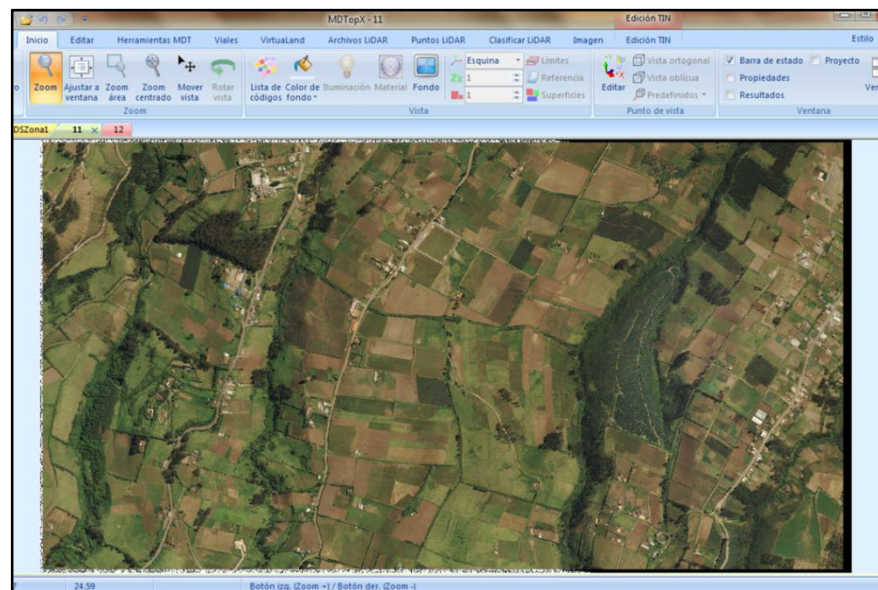 MDTopX - 11
Edición TIN
Inicio Editar Herramientas MDT Viales VirtuaLand Archivos LiDAR Puntos LiDAR Clasificar LiDAR Imagen Edición TIN Estilo
Zoom Ajustar a ventana Zoom área Zoom centrado Mover vista Rotar vista
Lista de códigos Color de fondo Iluminación Material Fondo
Esquina Límites
1 Referencia
1 Superficies
Editar
Vista ortogonal
Vista oblicua
Predefinidos
Barra de estado Proyecto
Propiedades
Resultados
Zoom Vista Punto de vista Ventana
DSZona1 11 12
24.59 Botón izq. (Zoom +) / Botón der. (Zoom -)